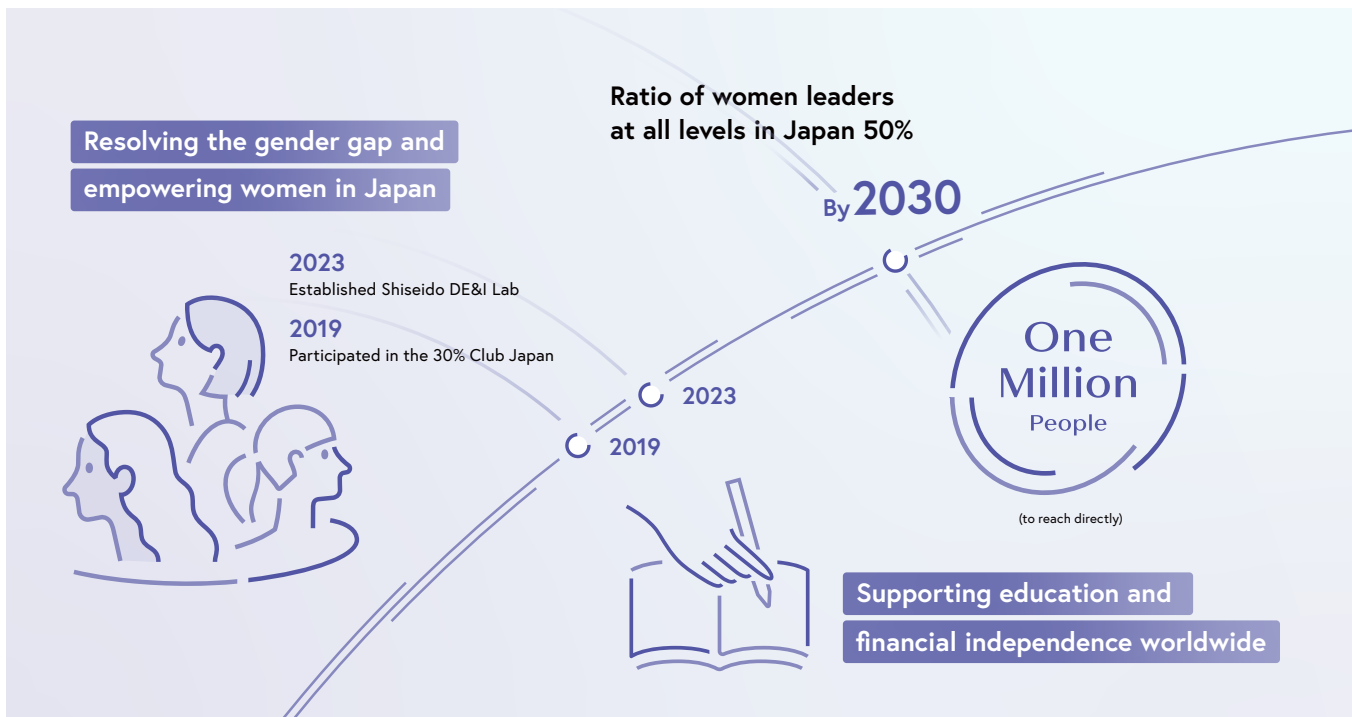 Resolving the gender gap and
empowering women in Japan
2023
Established Shiseido DE&I Lab
2019
Participated in the 30% Club Japan
Ratio of women leaders
at all levels in Japan 50%
By 2030
2023
2019
One
Million
People
(to reach directly)
Supporting education and
financial independence worldwide